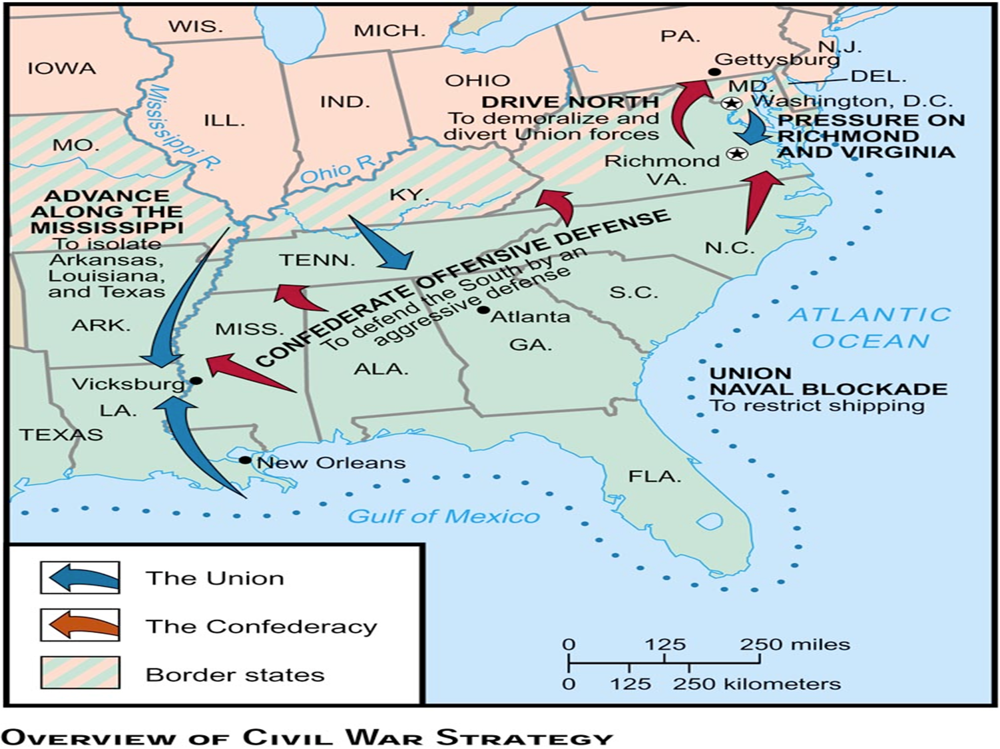 WIS.
MICH.
PA.
N.J.
IOWA
Gettysburg
OHIO
MD.
DEL.
IND.
DRIVE NORTH
To demoralize and
divert Union forces
Washington, D.C.
ILL.
PRESSURE ON
RICHMOND
AND VIRGINIA
Mississippi R.
MO.
Ohio R.
Richmond
VA.
KY.
ADVANCE
ALONG THE
MISSISSIPPI
To isolate
Arkansas,
Louisiana,
and Texas
TENN.
N.C.
CONFEDERATE OFFENSIVE DEFENSE
To defend the South by an
aggressive defense
S.C.
ARK.
MISS.
Atlanta
GA.
ALA.
ATLANTIC
OCEAN
Vicksburg
LA.
TEXAS
UNION
NAVAL BLOCKADE
To restrict shipping
New Orleans
FLA.
Gulf of Mexico
The Union
The Confederacy
Border states
0 125 250 miles
0 125 250 kilometers
OVERVIEW OF CIVIL WAR STRATEGY